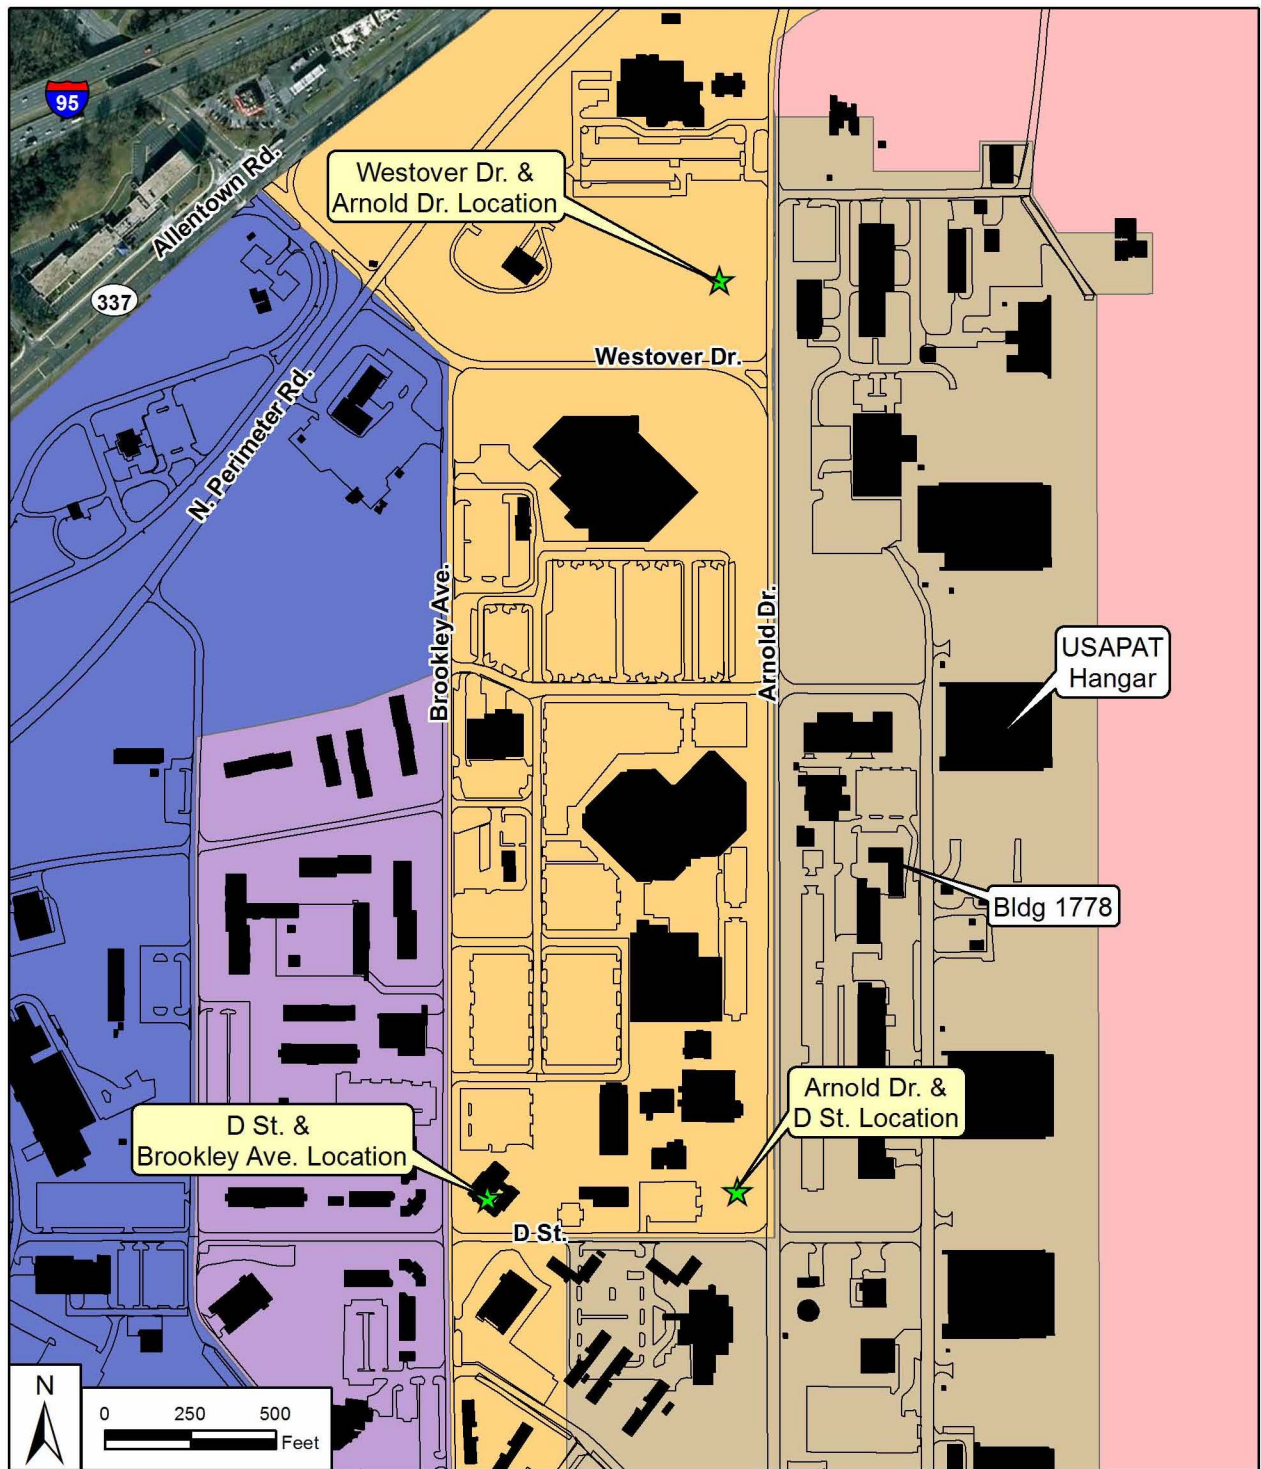 95
Allentown Rd.
337
Westover Dr. &
Arnold Dr. Location
Westover Dr.
N. Perimeter Rd.
Brookley Ave.
Arnold Dr.
USAPAT
Hangar
Bldg 1778
Arnold Dr. &
D St. Location
D St. &
Brookley Ave. Location
D St.
N
0 250 500
Feet